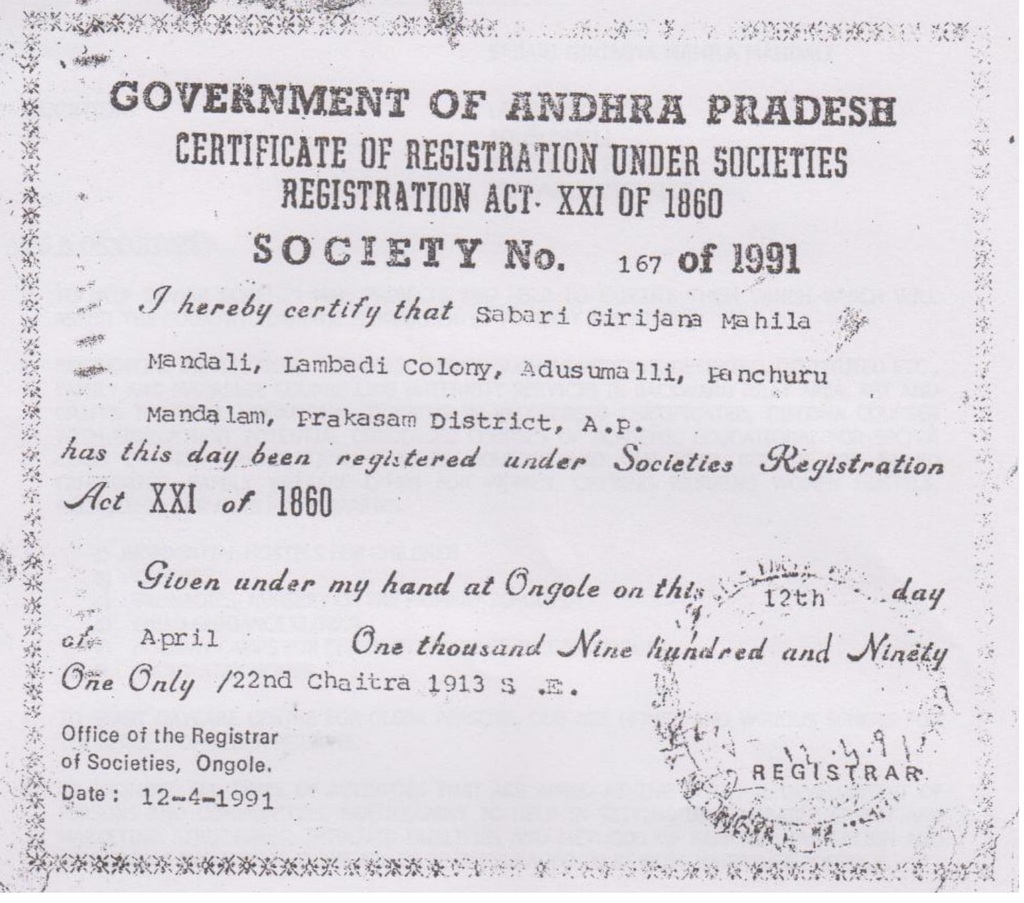 GOVERNMENT OF ANDHRA PRADESH
CERTIFICATE OF REGISTRATION UNDER SOCIETIES
REGISTRATION ACT XXI OF 1860
SOCIETY No. 167 of 1991
I hereby certify that Sabari Girijana Mahila
Mandali, Lambadi Colony, Adusumalli, Panchuru
Mandalam, Prakasam District, A.p.
has this day been registered under Societies Registration
Act XXI of 1860
Given under my hand at Ongole on this 12th day
of April One thousand Nine hundred and Ninety
One Only /22nd Chaitra 1913 S.E.
Office of the Registrar
of Societies, Ongole.
REGISTRAR
Date: 12-4-1991